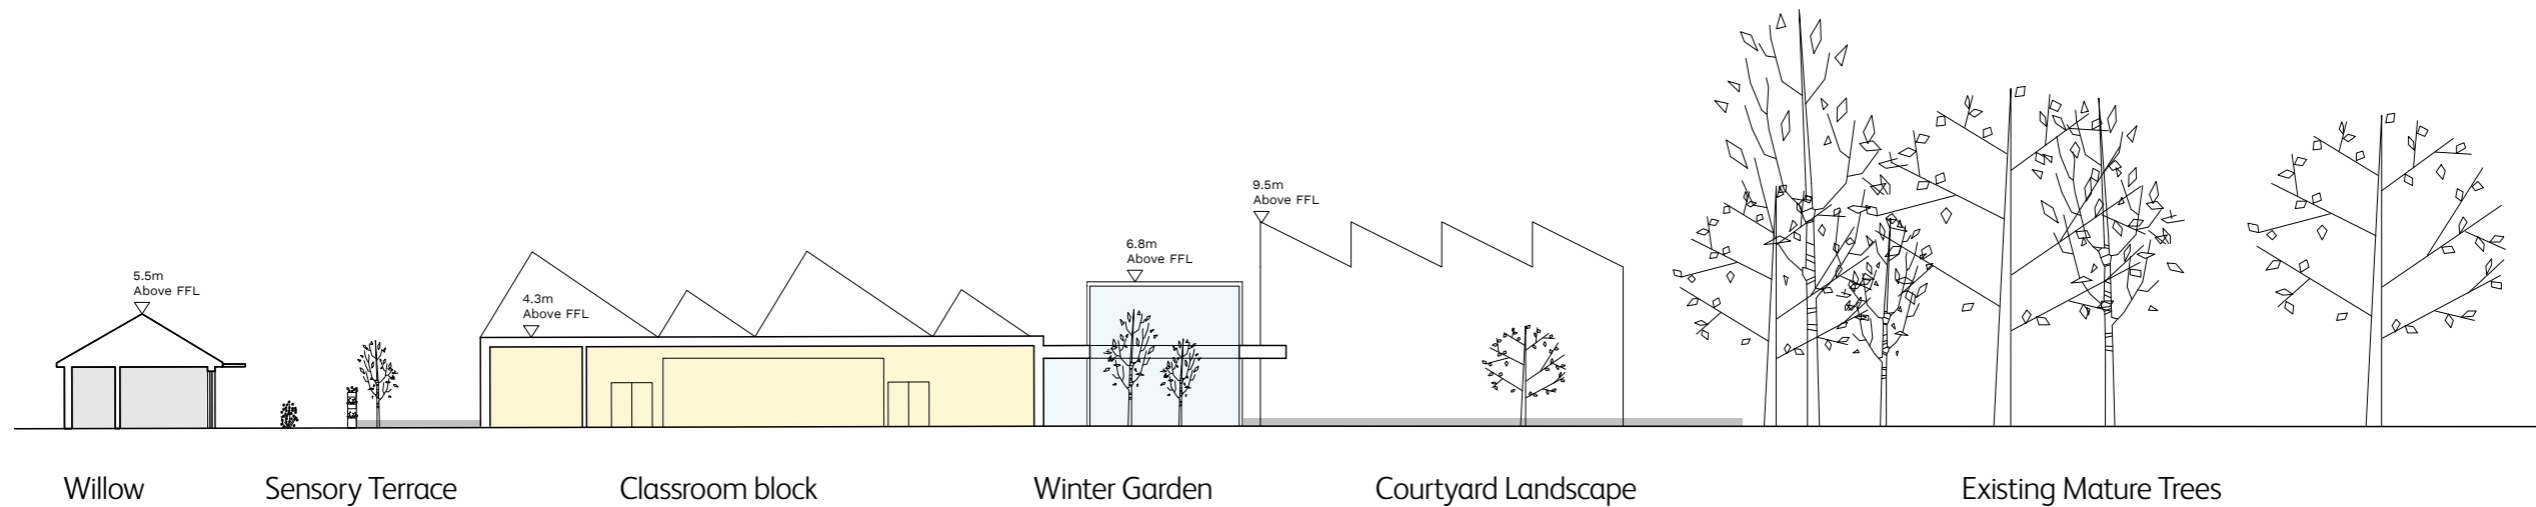 9.5m
Above FFL
6.8m
Above FFL
5.5m
Above FFL
4.3m
Above FFL
Willow
Sensory Terrace
Classroom block
Winter Garden
Courtyard Landscape
Existing Mature Trees